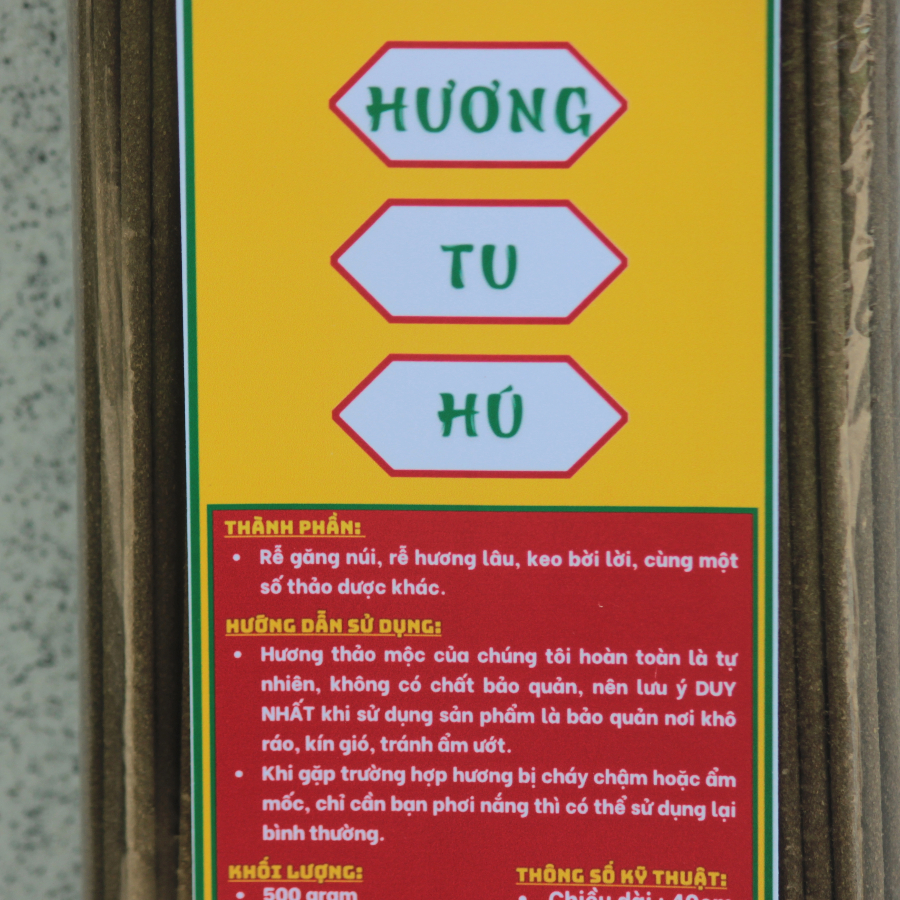 HƯƠNG
TU
HÚ
THÀNH PHẦN:
• Rễ găng núi, rễ hương lâu, keo bời lời, cùng một
số thảo dược khác.
HƯỚNG DẪN SỬ DỤNG:
• Hương thảo mộc của chúng tôi hoàn toàn là tự
nhiên, không có chất bảo quản, nên lưu ý DUY
NHẤT khi sử dụng sản phẩm là bảo quản nơi khô
ráo, kín gió, tránh ẩm ướt.
• Khi gặp trường hợp hương bị cháy chậm hoặc ẩm
mốc, chỉ cần bạn phơi nắng thì có thể sử dụng lại
bình thường.
KHỐI LƯỢNG: THÔNG SỐ KỸ THUẬT:
• 500 gram • Chiều dài : 40cm